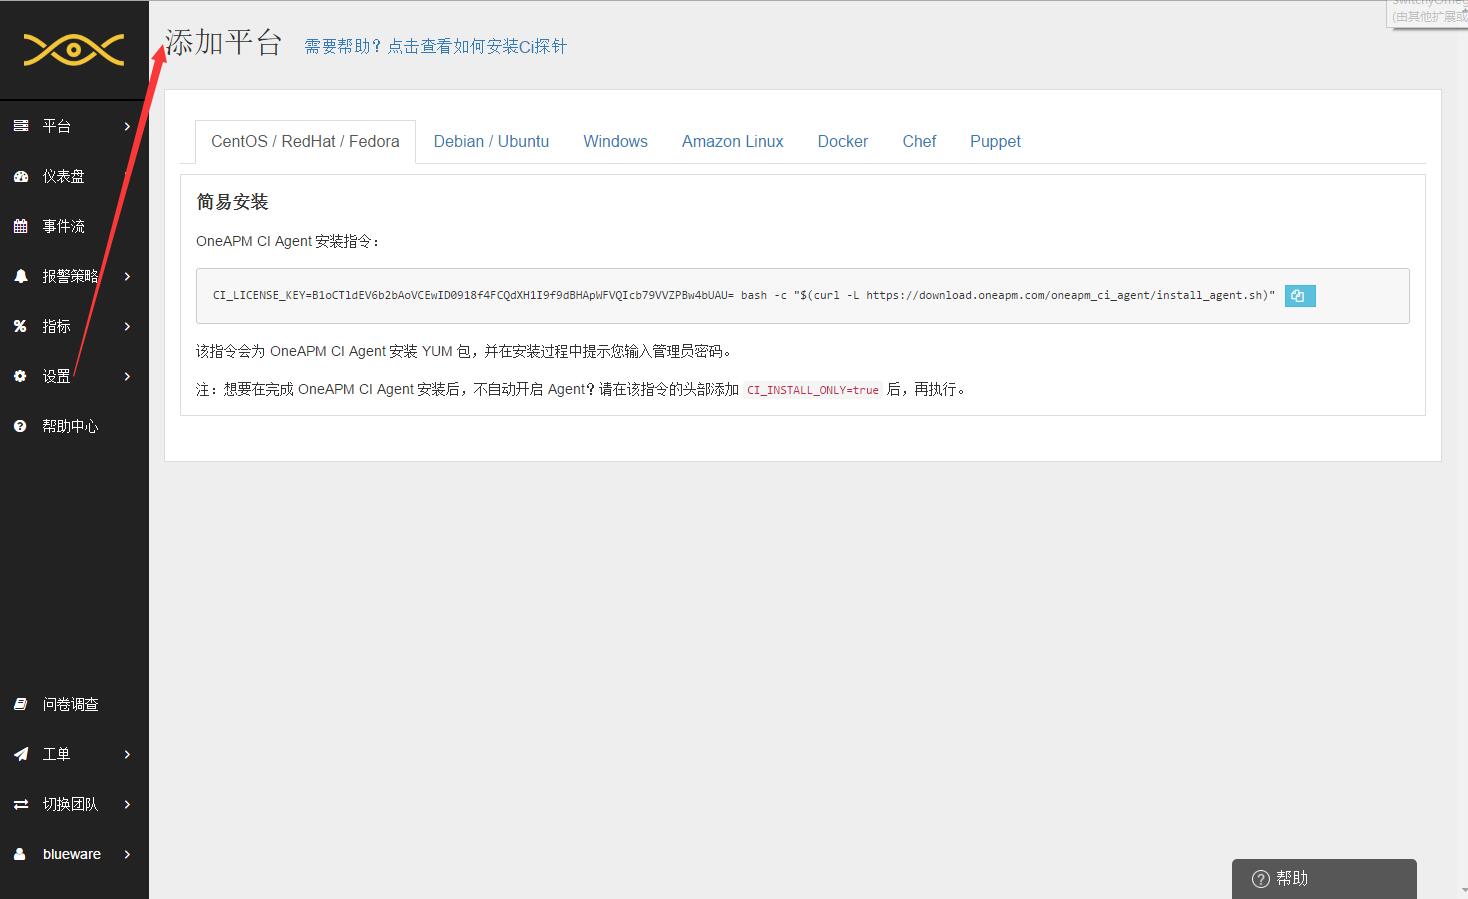 SwitchyOmeg
(由其他扩展或
添加平台 需要帮助？点击查看如何安装Ci探针
平台
仪表盘
事件流
报警策略
指标
设置
帮助中心
CentOS / RedHat / Fedora Debian / Ubuntu Windows Amazon Linux Docker Chef Puppet
简易安装
OneAPM CI Agent 安装指令：
CI_LICENSE_KEY=B1oCTldEV6b2bAoVCEwID0918f4FCQdXH1I9f9dBHApWFVQIcb79VVZPBw4bUAU= bash -c "$(curl -L https://download.oneapm.com/oneapm_ci_agent/install_agent.sh)"
该指令会为 OneAPM CI Agent 安装 YUM 包，并在安装过程中提示您输入管理员密码。
注：想要在完成 OneAPM CI Agent 安装后，不自动开启 Agent？请在该指令的头部添加 CI_INSTALL_ONLY=true 后，再执行。
问卷调查
工单
切换团队
blueware
帮助